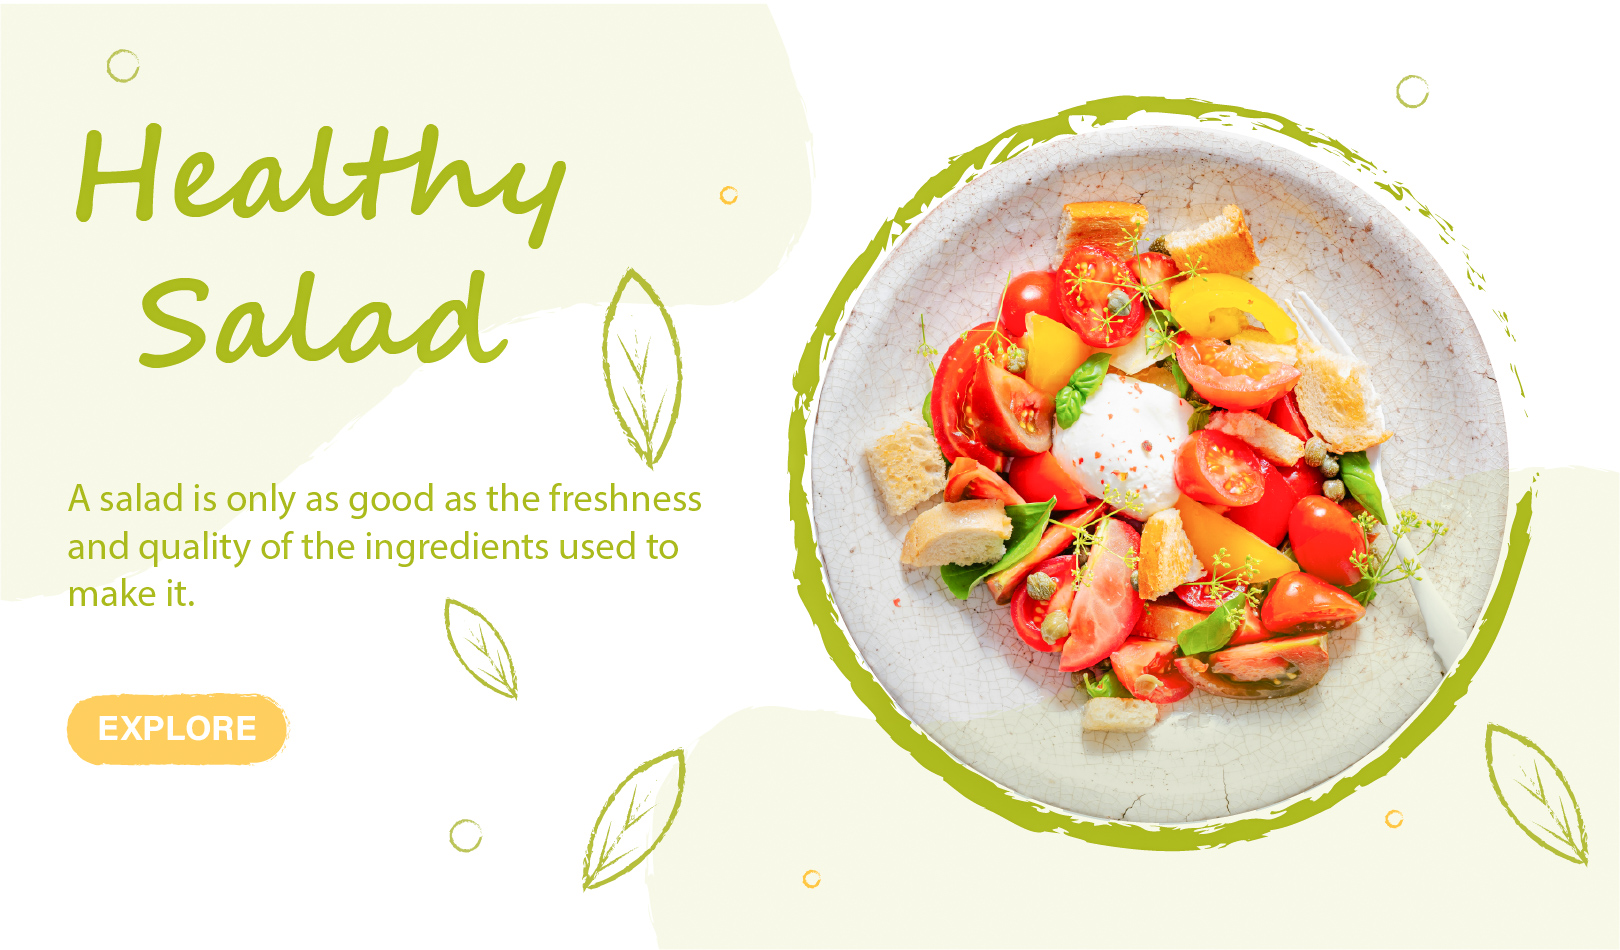 Healthy
Salad
A salad is only as good as the freshness
and quality of the ingredients used to
make it.
EXPLORE